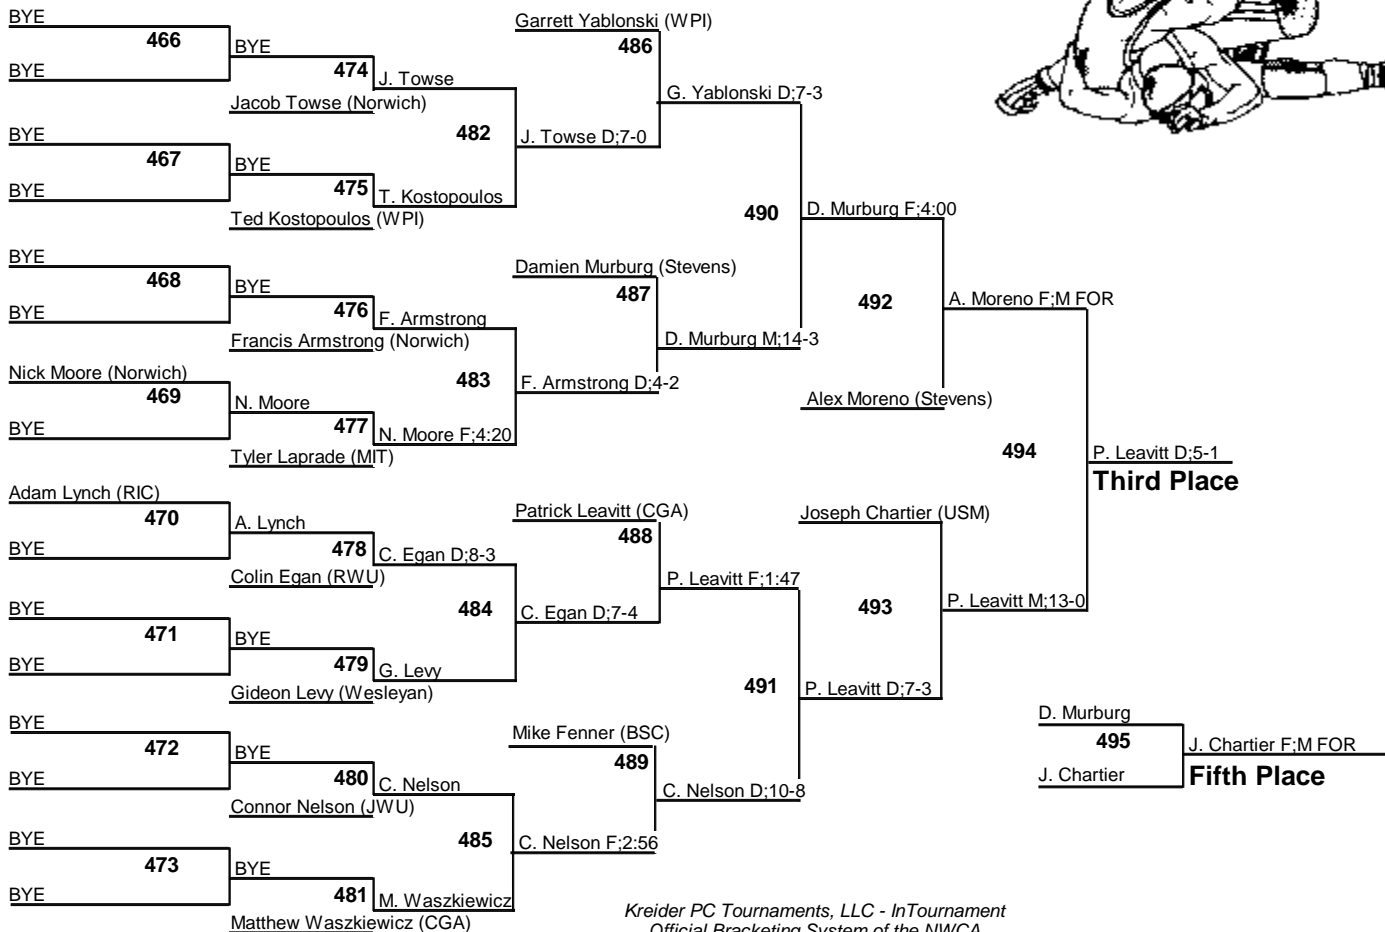 BYE
466
BYE
BYE
474
J. Towse
Jacob Towse (Norwich)
BYE
467
BYE
BYE
475
T. Kostopoulos
Ted Kostopoulos (WPI)
482
J. Towse D;7-0
Garrett Yablonski (WPI)
486
G. Yablonski D;7-3
BYE
468
BYE
BYE
476
F. Armstrong
Francis Armstrong (Norwich)
Nick Moore (Norwich)
469
N. Moore
BYE
477
N. Moore F;4:20
Tyler Laprade (MIT)
483
F. Armstrong D;4-2
Damien Murburg (Stevens)
487
D. Murburg M;14-3
490
D. Murburg F;4:00
492
A. Moreno F;M FOR
Alex Moreno (Stevens)
494
P. Leavitt D;5-1
Third Place
Adam Lynch (RIC)
470
A. Lynch
BYE
478
C. Egan D;8-3
Colin Egan (RWU)
BYE
471
BYE
BYE
479
G. Levy
Gideon Levy (Wesleyan)
484
C. Egan D;7-4
Patrick Leavitt (CGA)
488
P. Leavitt F;1:47
Joseph Chartier (USM)
493
P. Leavitt M;13-0
491
P. Leavitt D;7-3
BYE
472
BYE
BYE
480
C. Nelson
Connor Nelson (JWU)
BYE
473
BYE
BYE
481
M. Waszkiewicz
Matthew Waszkiewicz (CGA)
485
C. Nelson F;2:56
Mike Fenner (BSC)
489
C. Nelson D;10-8
D. Murburg
495
J. Chartier F;M FOR
J. Chartier
Fifth Place
Kreider PC Tournaments, LLC - InTournament
Official Bracketing System of the NWCA